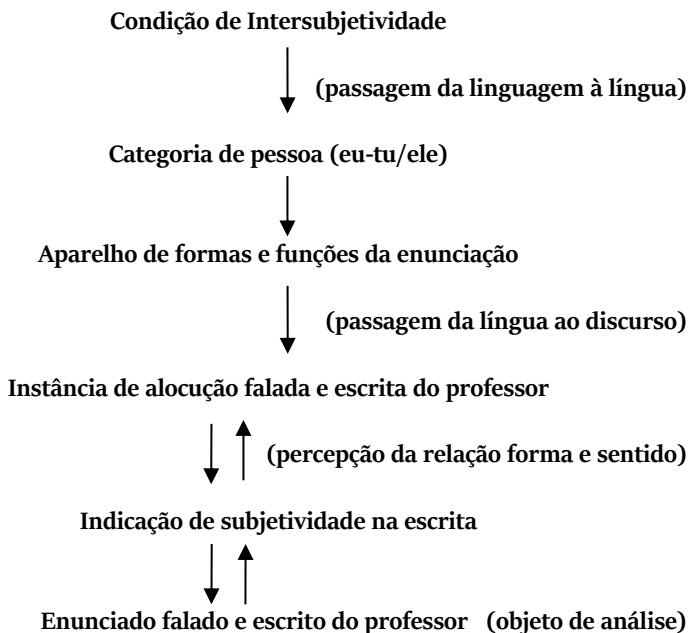 Condição de Intersubjetividade
(passagem da linguagem à língua)
Categoria de pessoa (eu-tu/ele)
Aparelho de formas e funções da enunciação
(passagem da língua ao discurso)
Instância de alocução falada e escrita do professor
(percepção da relação forma e sentido)
Indicação de subjetividade na escrita
Enunciado falado e escrito do professor (objeto de análise)